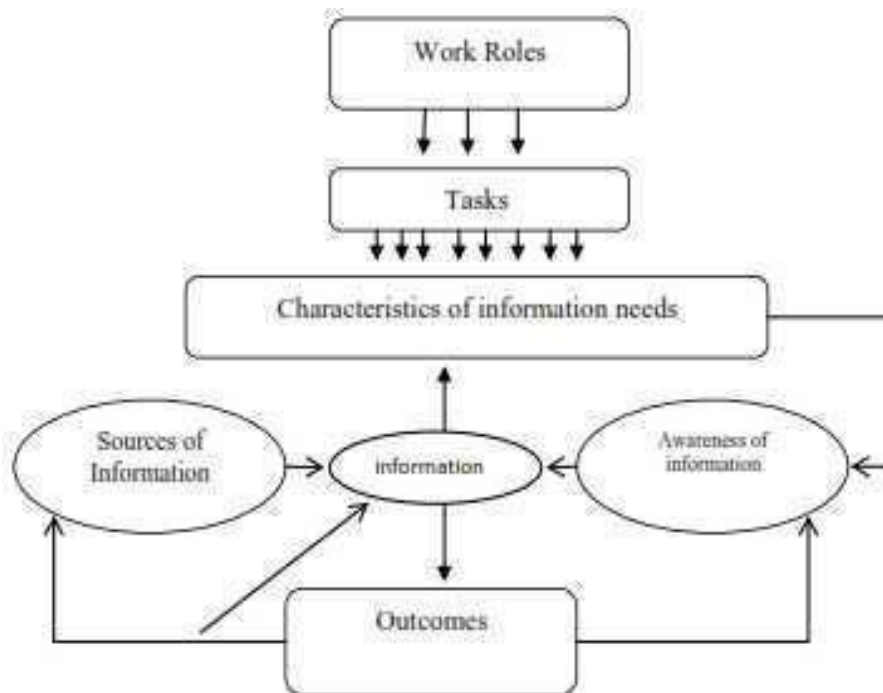 Work Roles
Tasks
Characteristics of information needs
Sources of
Information
information
Awareness of
information
Outcomes